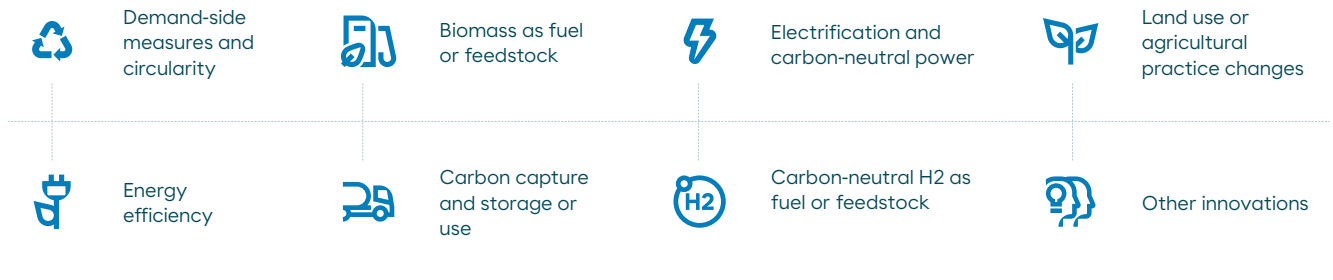 Demand-side
measures and
circularity
Biomass as fuel
or feedstock
Electrification and
carbon-neutral power
Land use or
agricultural
practice changes
Energy
efficiency
Carbon capture
and storage or
use
H2
Carbon-neutral H2 as
fuel or feedstock
Other innovations